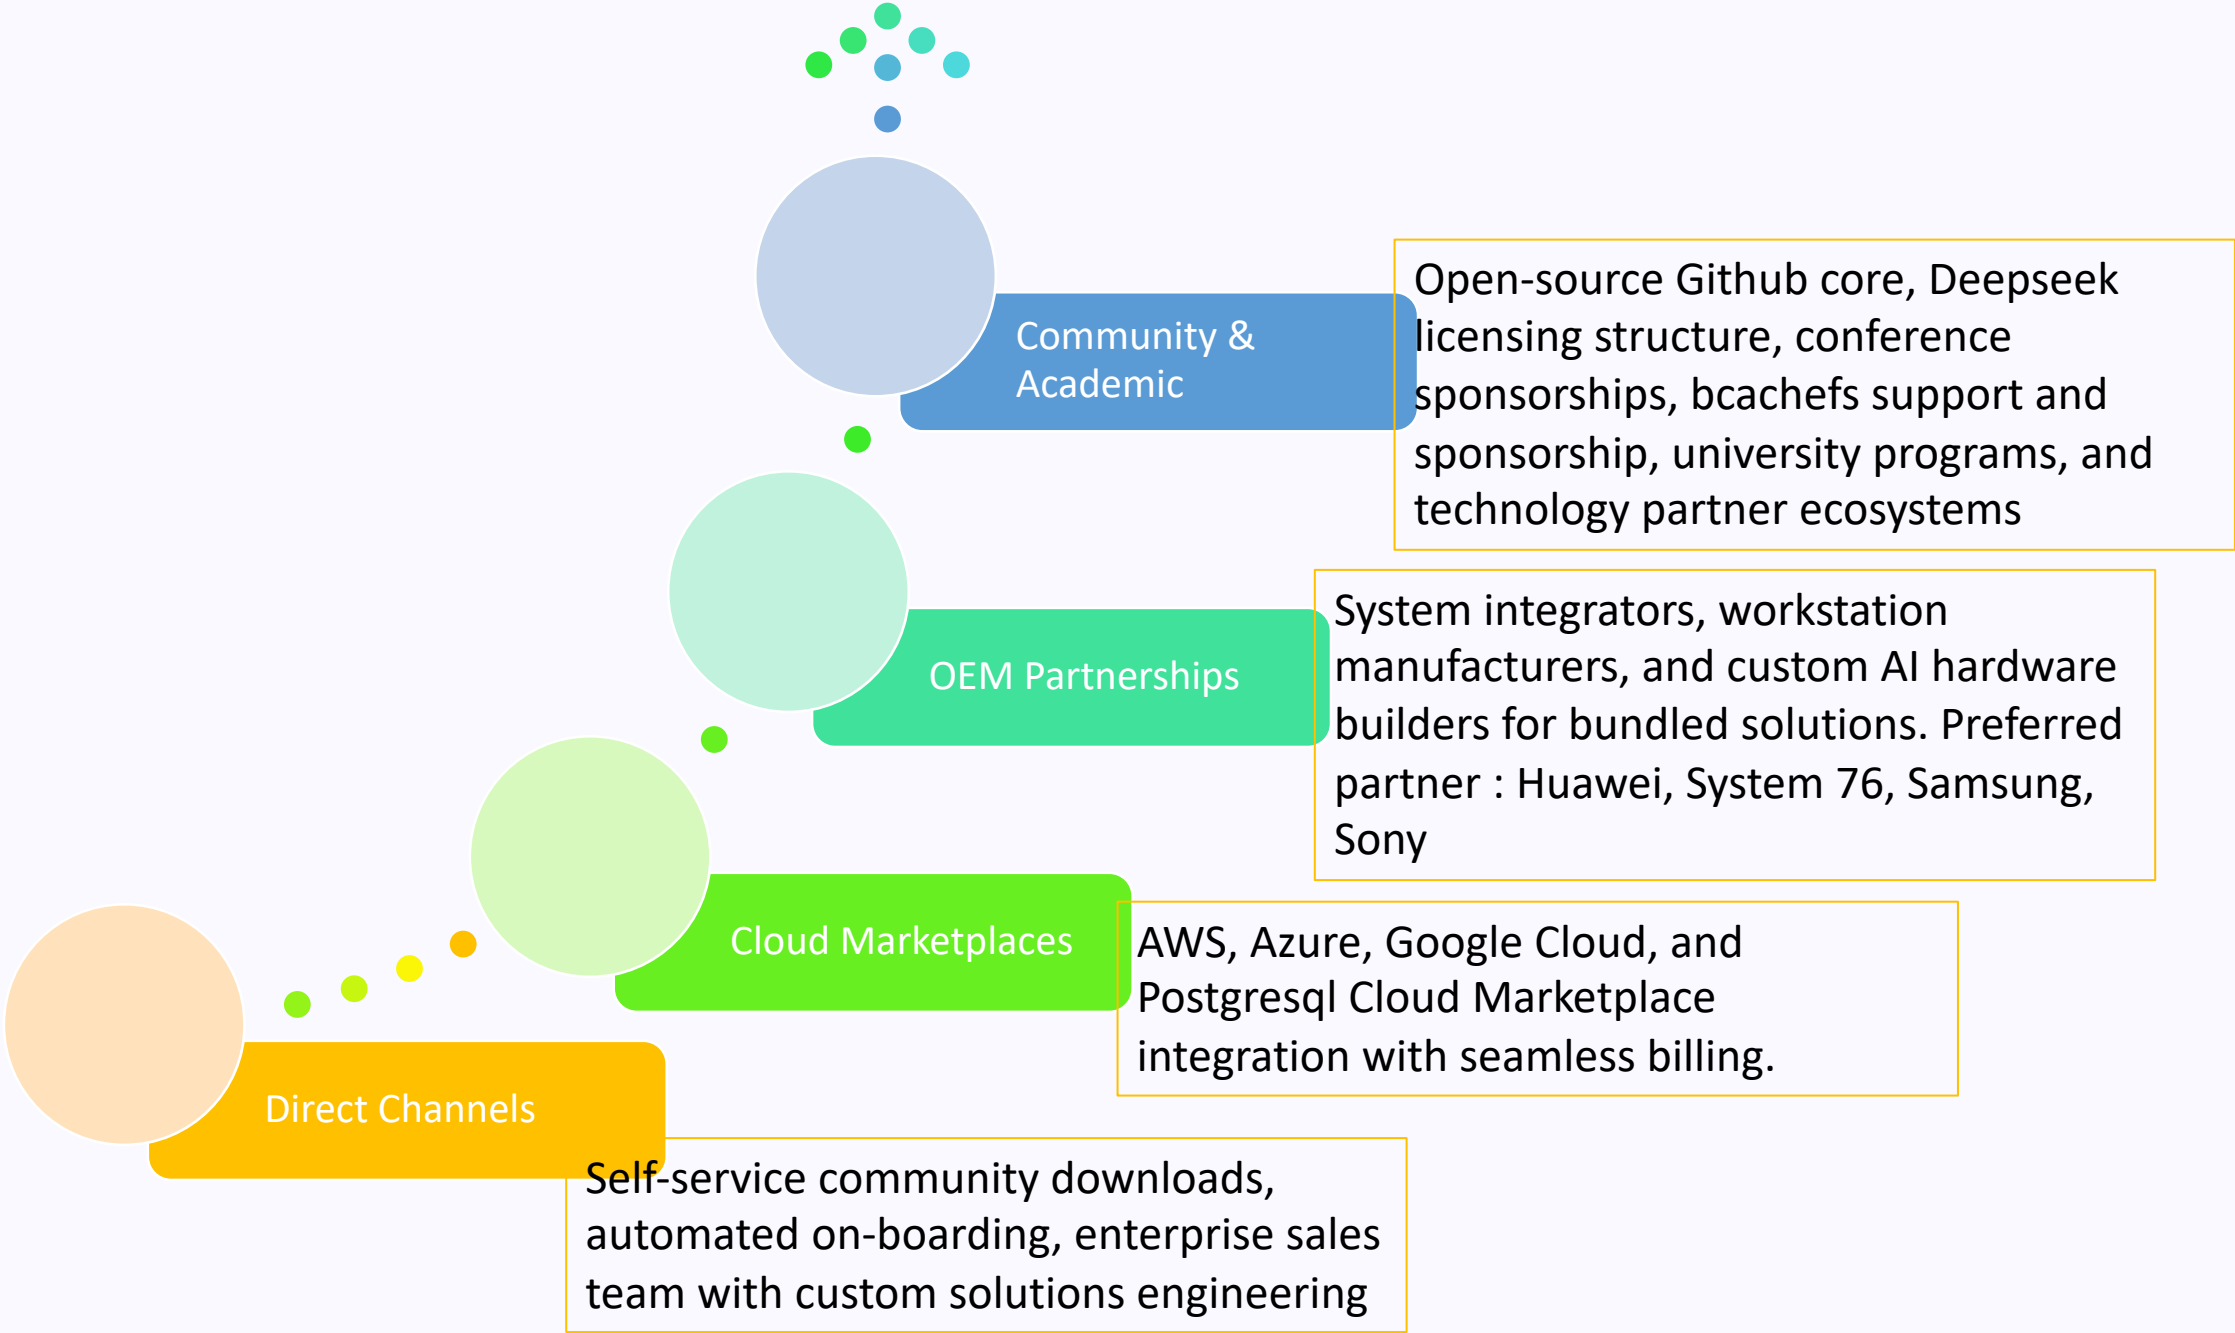 Community &
Academic
Open-source Github core, Deepseek
licensing structure, conference
sponsorships, bcachefs support and
sponsorship, university programs, and
technology partner ecosystems
OEM Partnerships
System integrators, workstation
manufacturers, and custom AI hardware
builders for bundled solutions. Preferred
partner : Huawei, System 76, Samsung,
Sony
Cloud Marketplaces
AWS, Azure, Google Cloud, and
Postgresql Cloud Marketplace
integration with seamless billing.
Direct Channels
Self-service community downloads,
automated on-boarding, enterprise sales
team with custom solutions engineering